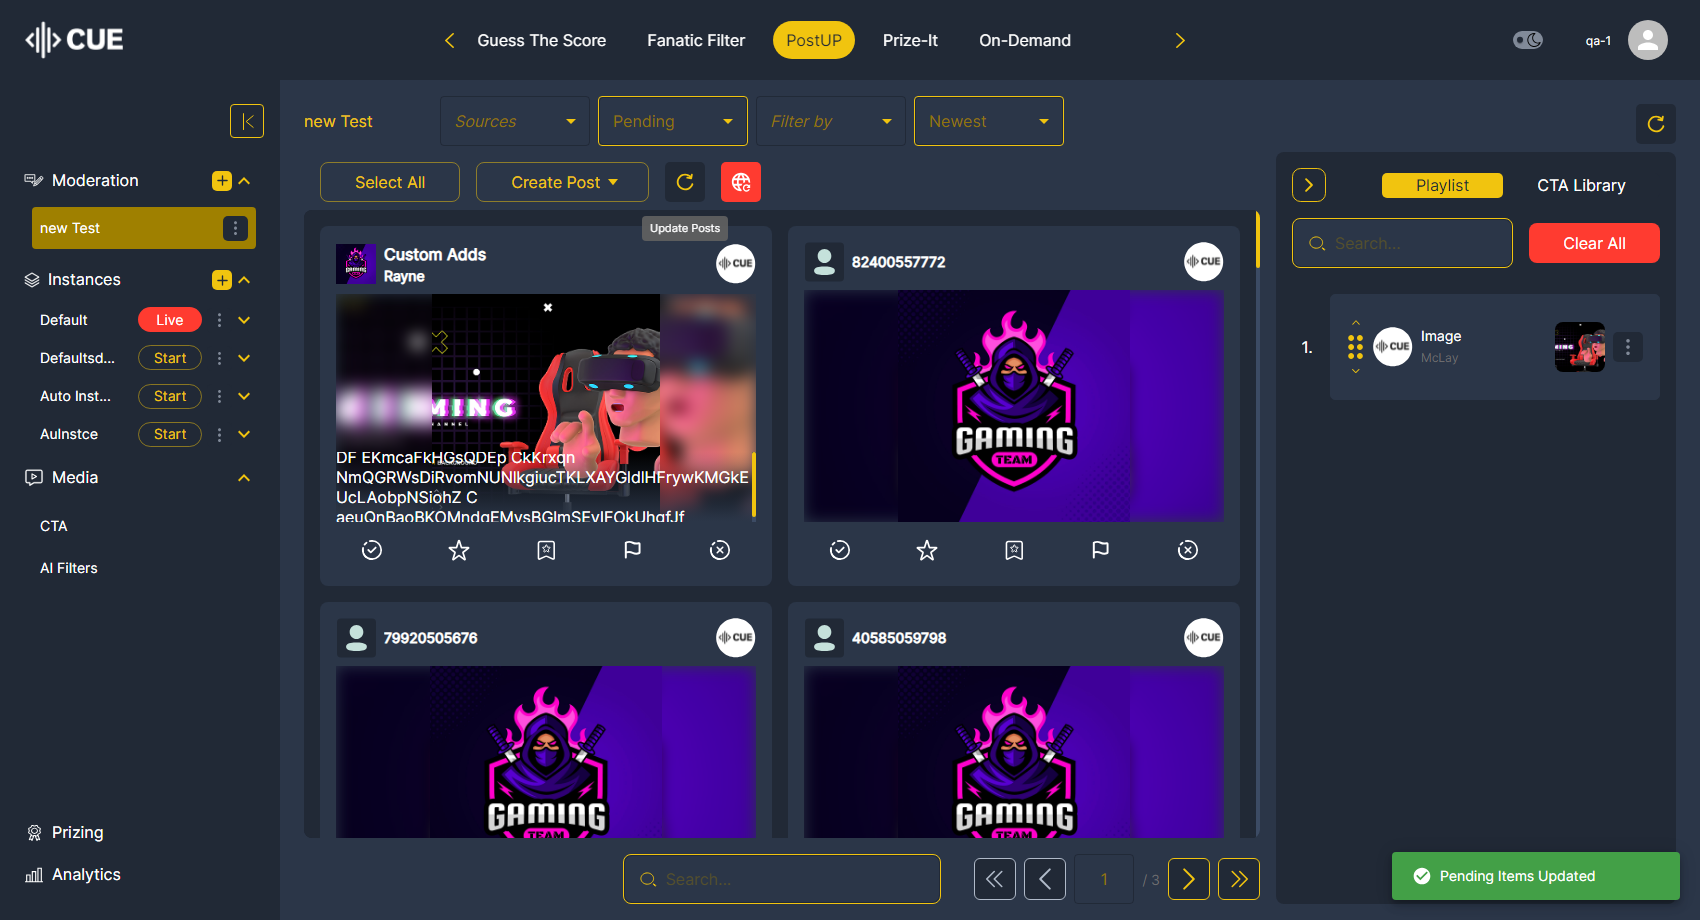 CUE
Guess The Score
Fanatic Filter
PostUP
Prize-It
On-Demand
qa-1
new Test
Sources
Pending
Filter by
Newest
Select All
Create Post
Update Posts
Moderation
new Test
Instances
Default
Live
Defaultsd...
Start
Auto Inst...
Start
AuInstce
Start
Media
CTA
AI Filters
Prizing
Analytics
Custom Adds
Rayne
CUE
MING
DF EKmcaFkHGsQDEp CkKrxqn
NmQGRWsDiRvomNUNlkgiucTKLXAYGldlHFrywKMGkE
UcLAobpNSiohZ C
aeuQnBaoBKOMndgEMysBGlmSEvIFOkUhgfJf
82400557772
CUE
GAMING
TEAM
79920505676
CUE
GAMING
TEAM
40585059798
CUE
GAMING
TEAM
Search...
1
/ 3
Playlist
CTA Library
Search...
Clear All
1.
CUE
Image
McLay
Pending Items Updated